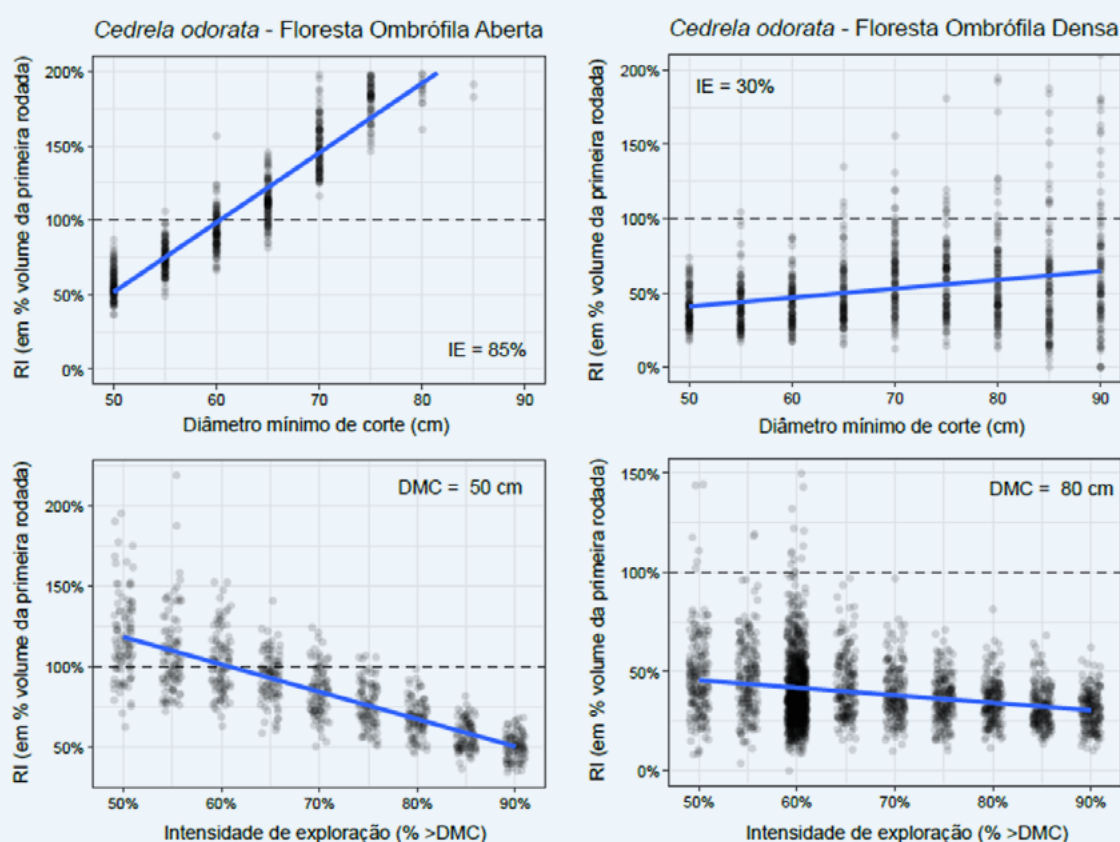 Cedrela odorata - Floresta Ombrófila Aberta
RI (em % volume da primeira rodada)
200%
150%
100%
50%
0%
IE = 85%
50 60 70 80 90
Diâmetro mínimo de corte (cm)
Cedrela odorata - Floresta Ombrófila Densa
RI (em % volume da primeira rodada)
200%
150%
100%
50%
0%
IE = 30%
50 60 70 80 90
Diâmetro mínimo de corte (cm)
RI (em % volume da primeira rodada)
200%
150%
100%
50%
DMC = 50 cm
50% 60% 70% 80% 90%
Intensidade de exploração (% >DMC)
RI (em % volume da primeira rodada)
150%
100%
50%
0%
DMC = 80 cm
50% 60% 70% 80% 90%
Intensidade de exploração (% >DMC)